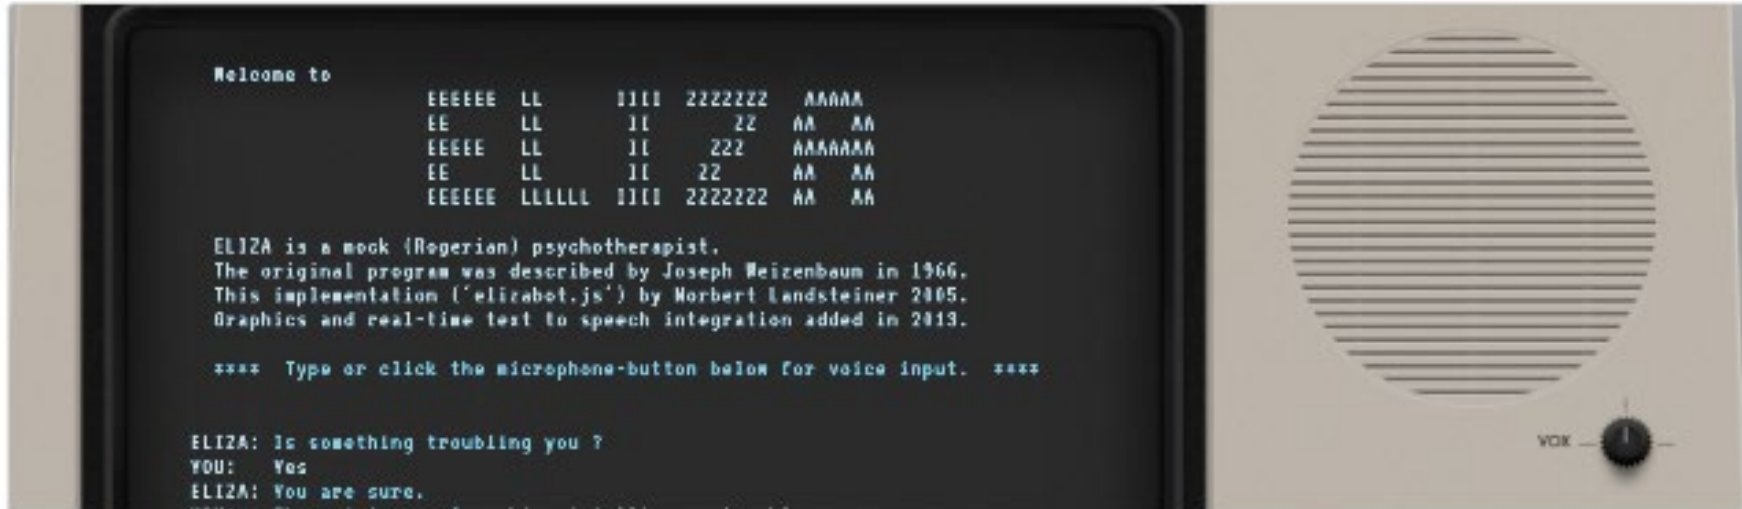 Welcome to
EEEEEE LL IIII ZZZZZZZ AAAAA
EE LL II ZZ AA AA
EEEEE LL II ZZZ AAAAAAA
EE LL II ZZ AA AA
EEEEEE LLLLLL IIII ZZZZZZZ AA AA
ELIZA is a mock (Rogerian) psychotherapist.
The original program was described by Joseph Weizenbaum in 1966.
This implementation ('elizabot.js') by Norbert Landsteiner 2005.
Graphics and real-time text to speech integration added in 2013.
**** Type or click the microphone-button below for voice input. ****
ELIZA: Is something troubling you ?
YOU: Yes
ELIZA: You are sure.
VOX